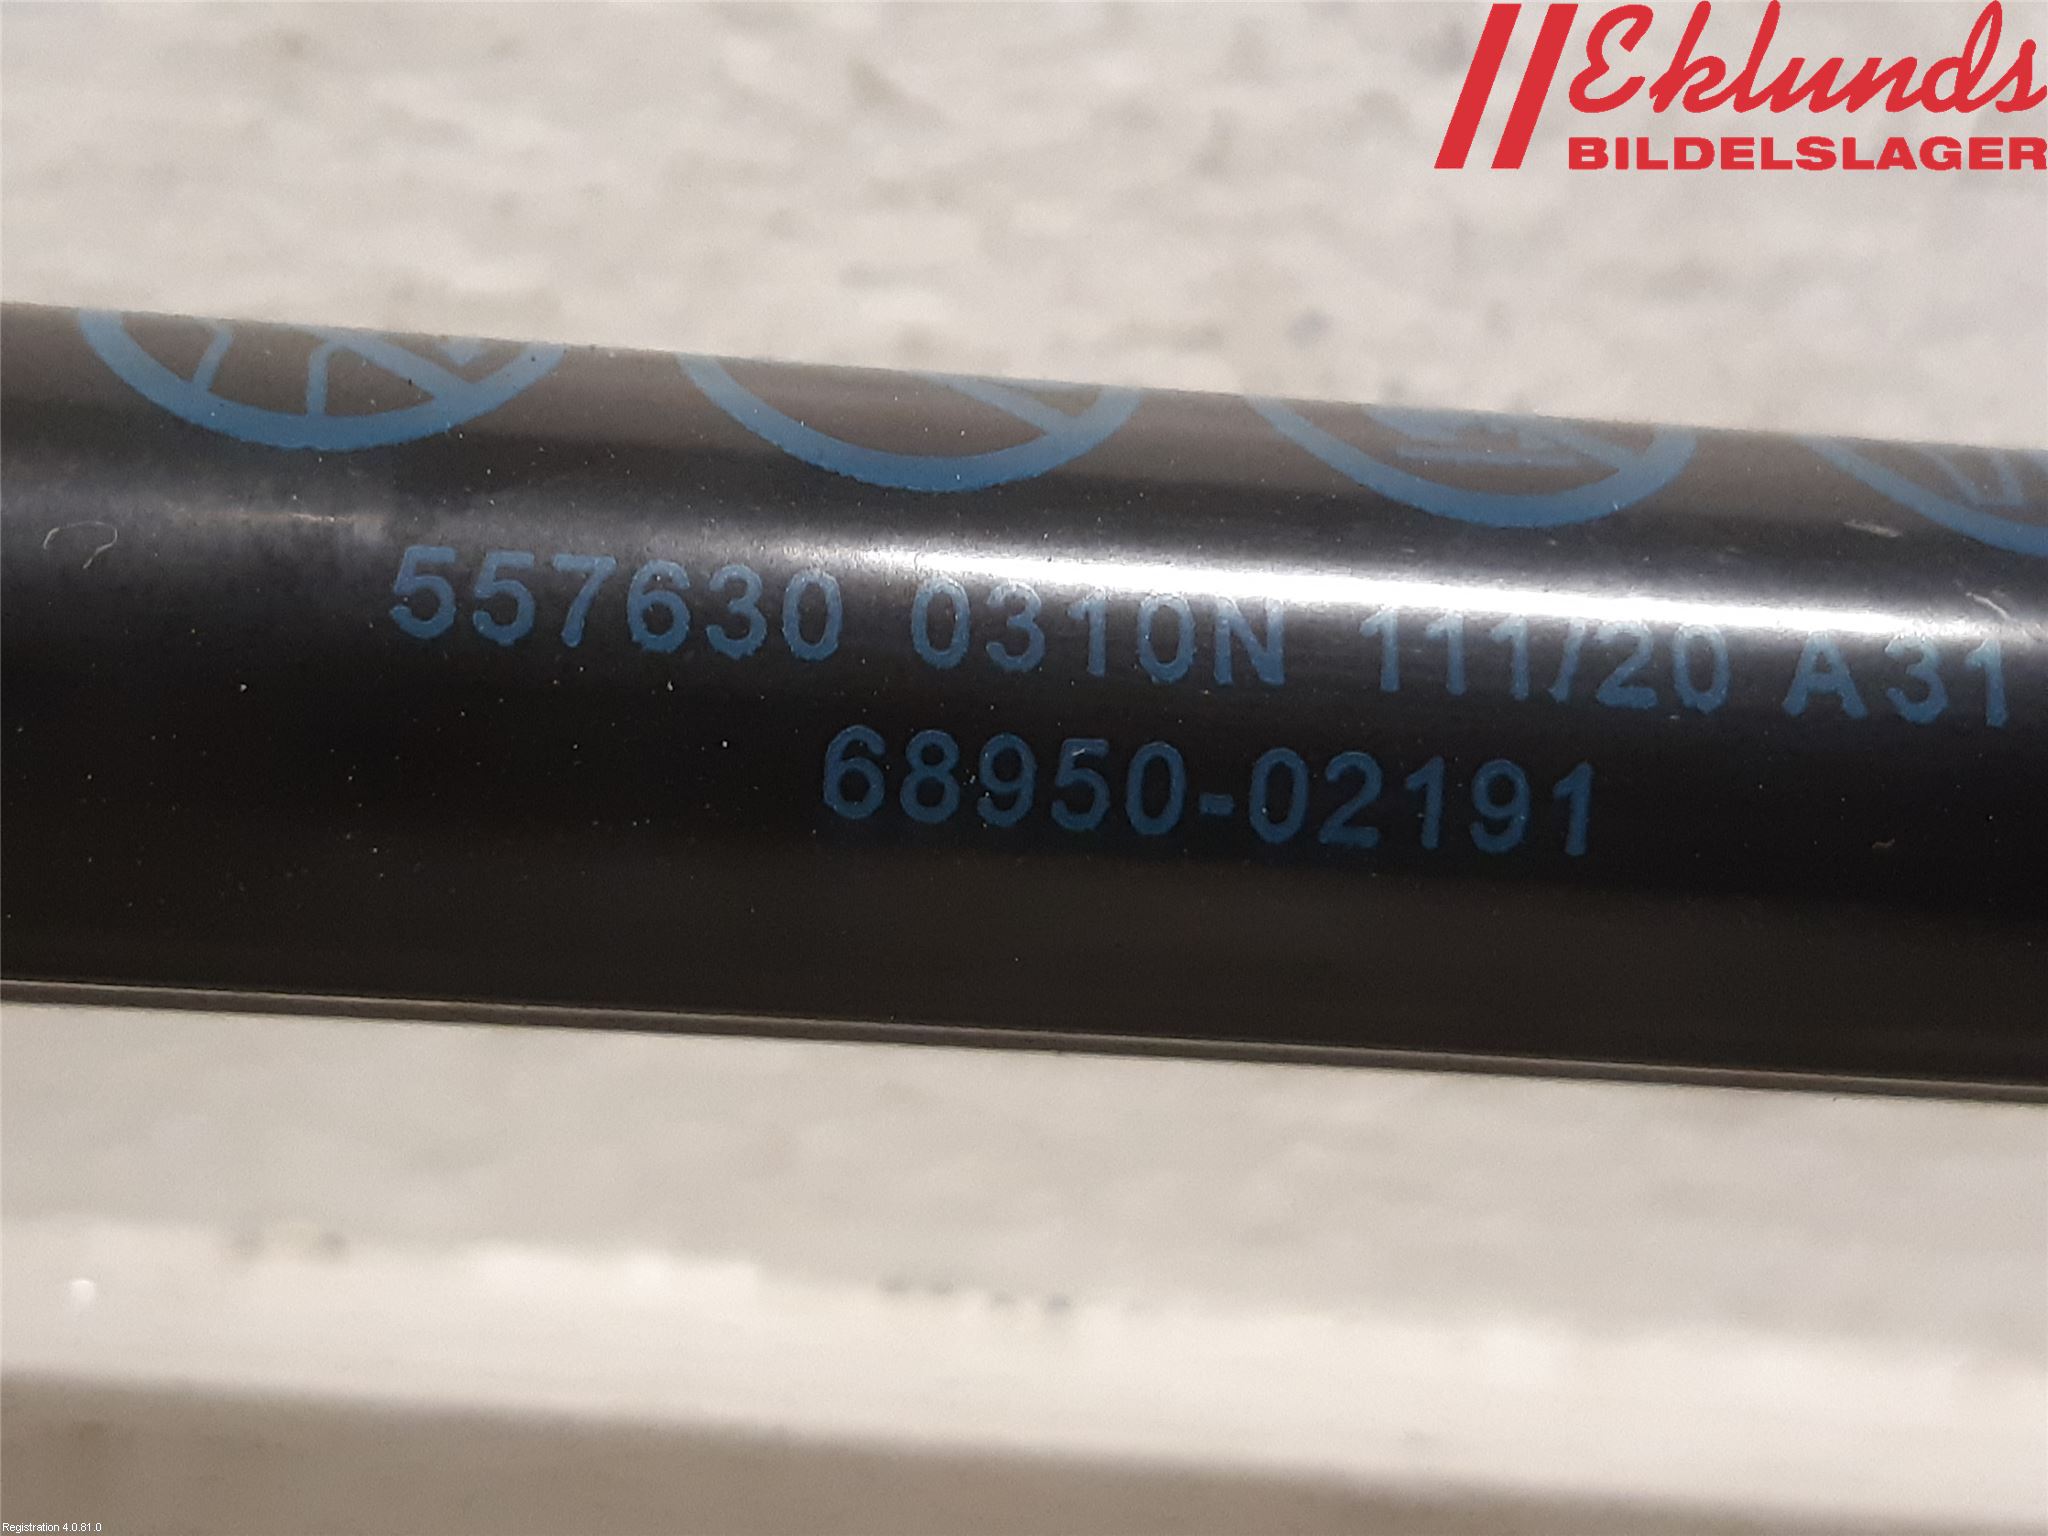 Eklunds
BILDELSLAGER
557630 0310N 111/20 A31
68950-02191
Registration 4.0.81.0